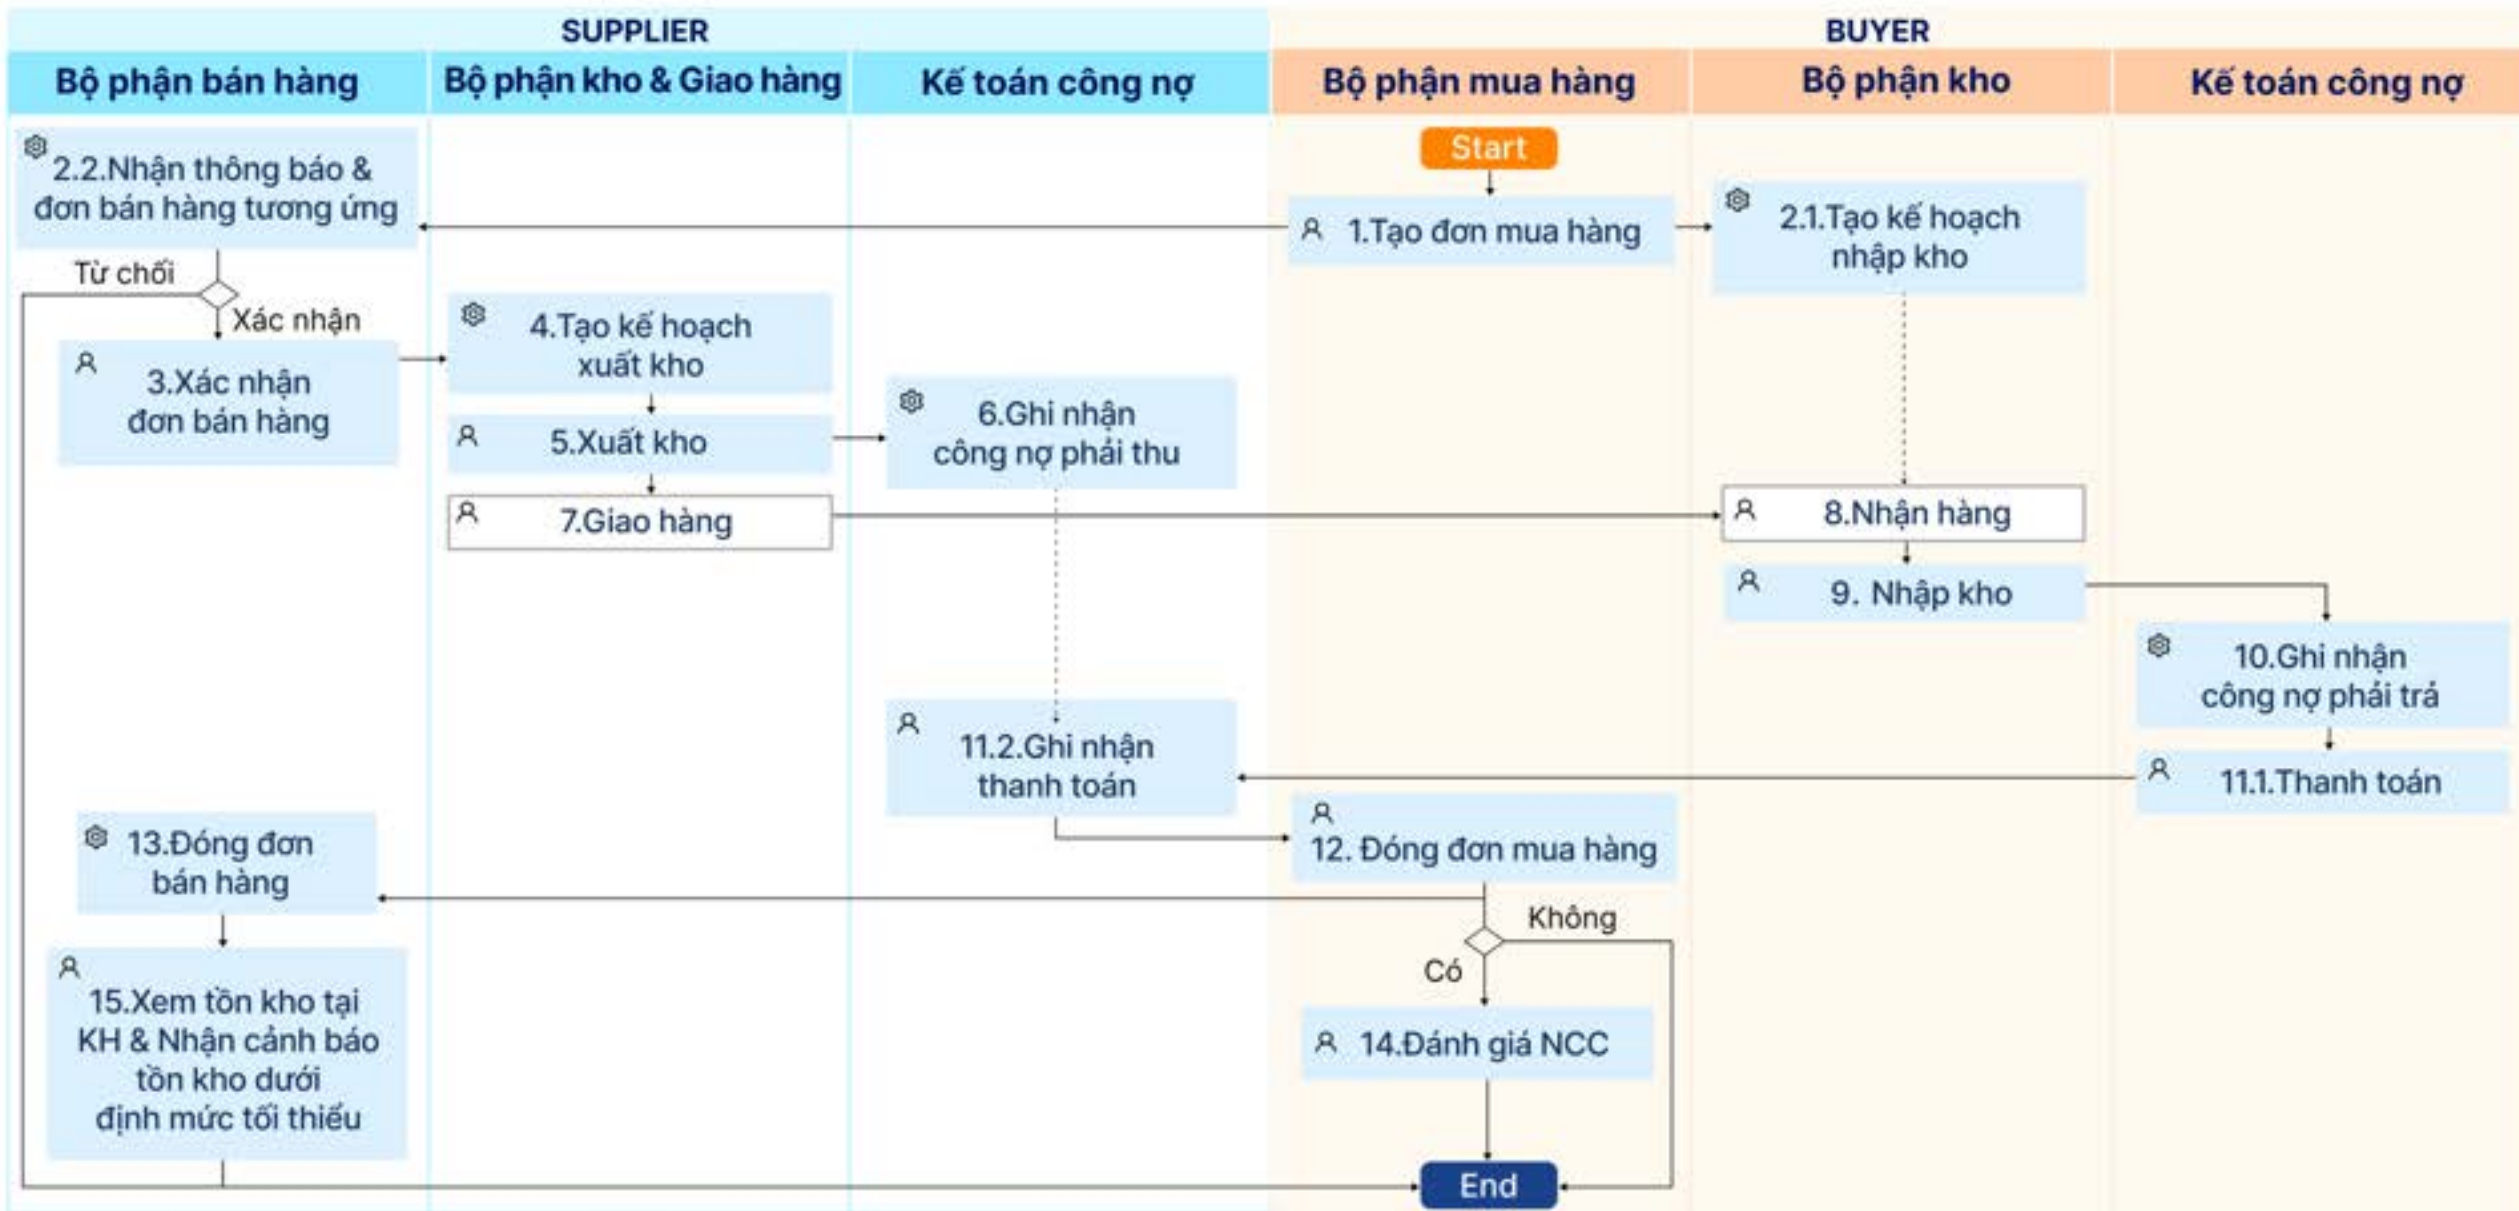 SUPPLIER
BUYER
Bộ phận bán hàng
Bộ phận kho & Giao hàng
Kế toán công nợ
Bộ phận mua hàng
Bộ phận kho
Kế toán công nợ
Start
2.2.Nhận thông báo &
đơn bán hàng tương ứng
1.Tạo đơn mua hàng
2.1.Tạo kế hoạch
nhập kho
Từ chối
Xác nhận
3.Xác nhận
đơn bán hàng
4.Tạo kế hoạch
xuất kho
5.Xuất kho
6.Ghi nhận
công nợ phải thu
7.Giao hàng
8.Nhận hàng
9. Nhập kho
10.Ghi nhận
công nợ phải trả
11.2.Ghi nhận
thanh toán
11.1.Thanh toán
12. Đóng đơn mua hàng
13.Đóng đơn
bán hàng
Không
Có
14.Đánh giá NCC
15.Xem tồn kho tại
KH & Nhận cảnh báo
tồn kho dưới
định mức tối thiểu
End